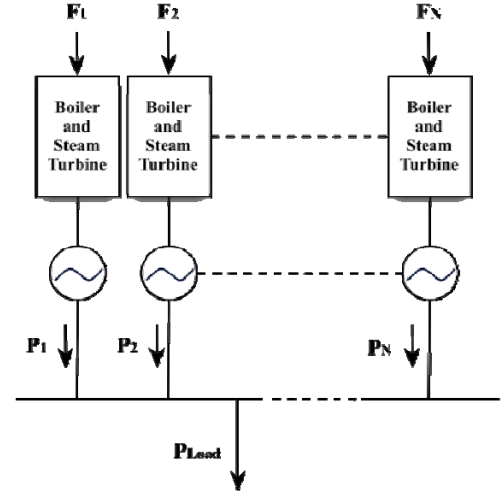 F1 F2 FN
Boiler and Steam Turbine
Boiler and Steam Turbine
Boiler and Steam Turbine
P1 P2 PN
PLoad